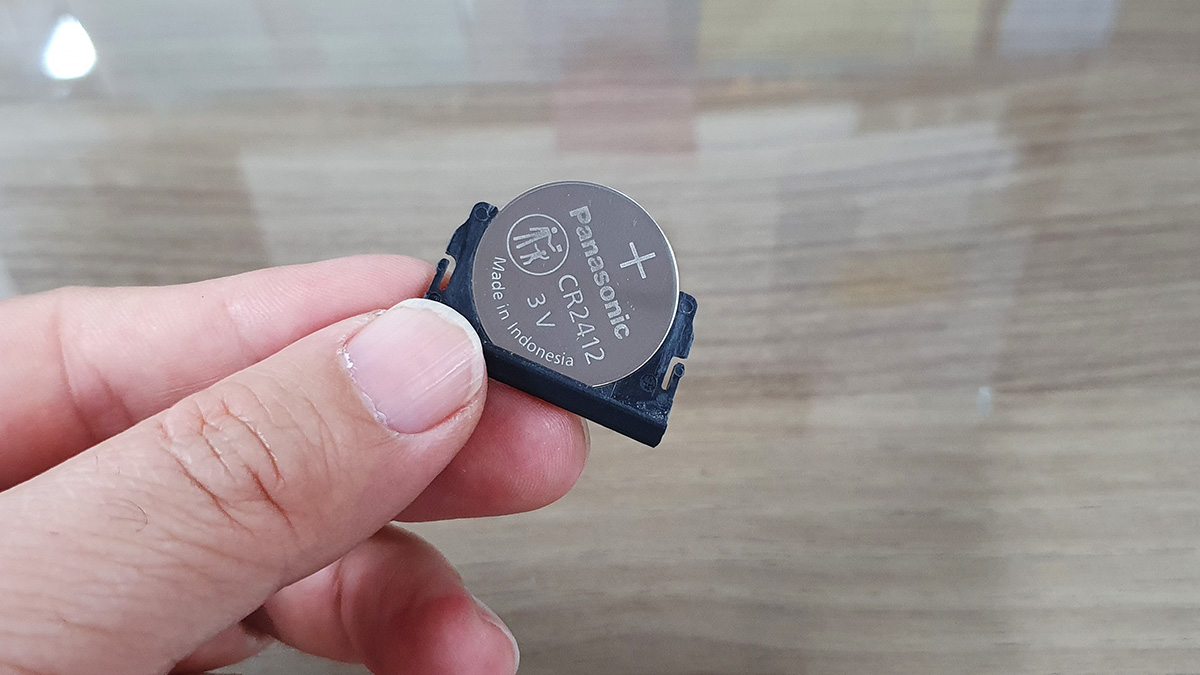 +
Panasonic
CR2412
3 V
Made in Indonesia